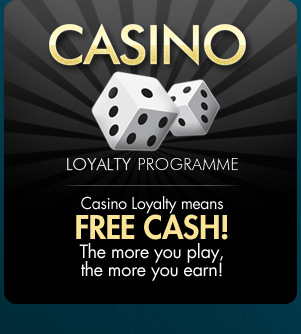 CASINO
LOYALTY PROGRAMME
Casino Loyalty means
FREE CASH!
The more you play,
the more you earn!